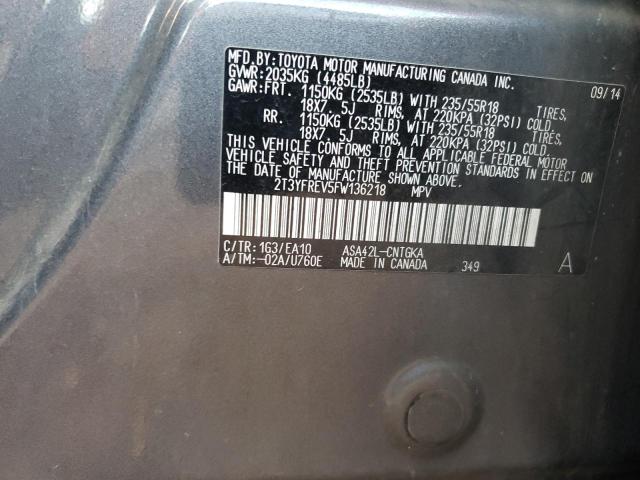 MFD.BY:TOYOTA MOTOR MANUFACTURING CANADA INC.
GVWR:2035KG (4485LB) 09/14
GAWR:FRT. 1150KG (2535LB) WITH 235/55R18 TIRES,
18X7. 5J RIMS, AT 220KPA (32PSI) COLD.
RR. 1150KG (2535LB) WITH 235/55R18 TIRES,
18X7. 5J RIMS, AT 220KPA (32PSI) COLD.
THIS VEHICLE CONFORMS TO ALL APPLICABLE FEDERAL MOTOR
VEHICLE SAFETY AND THEFT PREVENTION STANDARDS IN EFFECT ON
THE DATE OF MANUFACTURE SHOWN ABOVE.
2T3YFREV5FW136218 MPV
C/TR:1G3/EA10 ASA42L-CNTGKA
A/TM:-02A/U760E MADE IN CANADA 349 A